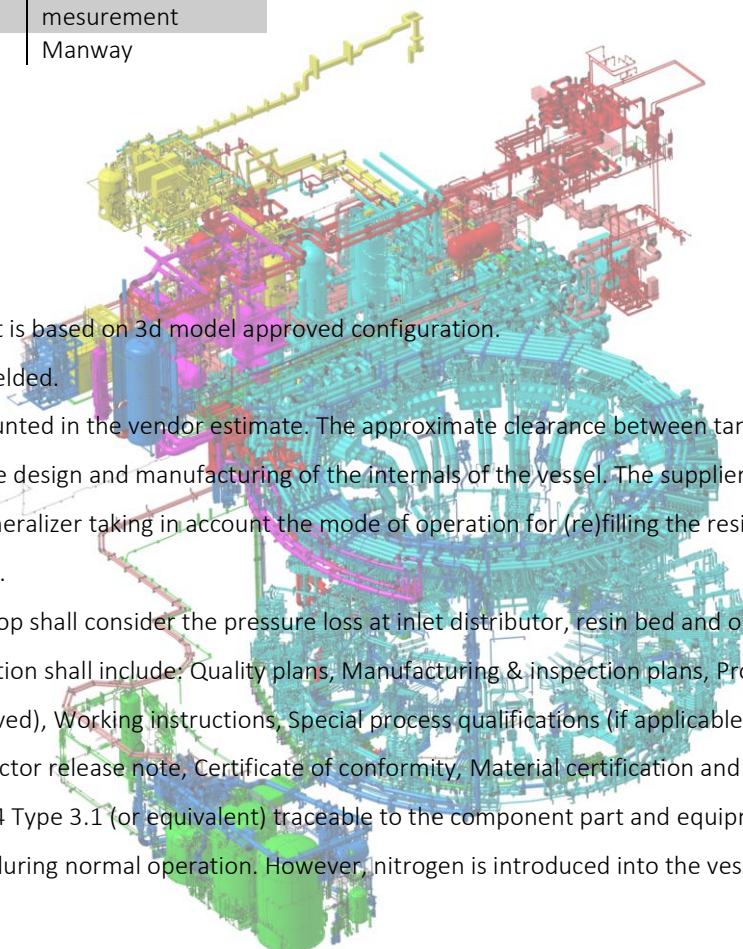 mesurement
Manway
t is based on 3d model approved configuration.
elded.
unted in the vendor estimate. The approximate clearance between tan
e design and manufacturing of the internals of the vessel. The supplier
neralizer taking in account the mode of operation for (re)filling the resi
.
op shall consider the pressure loss at inlet distributor, resin bed and o
tion shall include: Quality plans, Manufacturing & inspection plans, Pro
ved), Working instructions, Special process qualifications (if applicable
ctor release note, Certificate of conformity, Material certification and
4 Type 3.1 (or equivalent) traceable to the component part and equipm
during normal operation. However, nitrogen is introduced into the ves